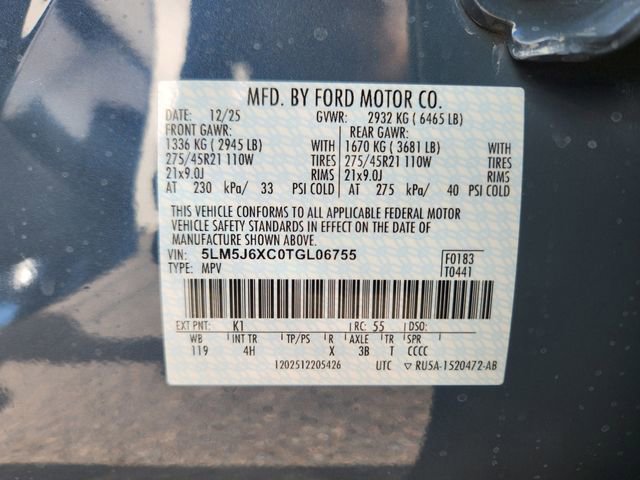 MFD. BY FORD MOTOR CO.
DATE: 12/25 GVWR: 2932 KG ( 6465 LB)
FRONT GAWR: REAR GAWR:
1336 KG ( 2945 LB) WITH 1670 KG ( 3681 LB) WITH
275/45R21 110W TIRES 275/45R21 110W TIRES
21x9.0J RIMS 21x9.0J RIMS
AT 230 kPa/ 33 PSI COLD AT 275 kPa/ 40 PSI COLD
THIS VEHICLE CONFORMS TO ALL APPLICABLE FEDERAL MOTOR
VEHICLE SAFETY STANDARDS IN EFFECT ON THE DATE OF
MANUFACTURE SHOWN ABOVE.
VIN: 5LM5J6XC0TGL06755 F0183
TYPE: MPV T0441
EXT PNT: K1 RC: 55 DSO:
WB INT TR TP/PS R AXLE TR SPR
119 4H X 3B T CCCC
1202512205426 UTC ▽ RU5A-1520472-AB